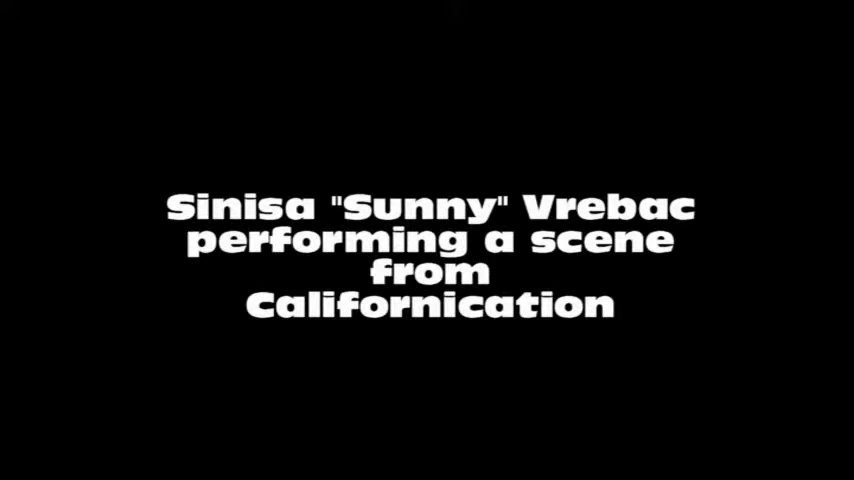 Sinisa "Sunny" Vrebac
performing a scene
from
Californication